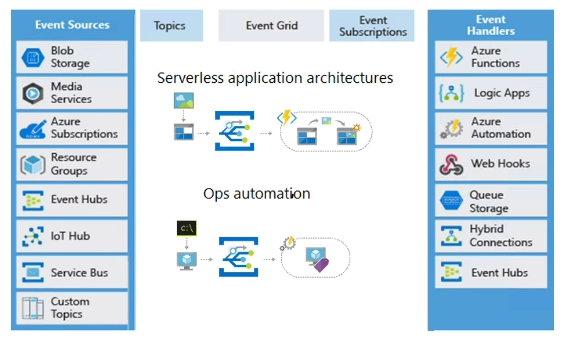 Event Sources
Blob
Storage
Media
Services
Azure
Subscriptions
Resource
Groups
Event Hubs
IoT Hub
Service Bus
Custom
Topics
Topics
Event Grid
Event
Subscriptions
Serverless application architectures
Ops automation
C:\
Event
Handlers
Azure
Functions
Logic Apps
Azure
Automation
Web Hooks
Queue
Storage
Hybrid
Connections
Event Hubs